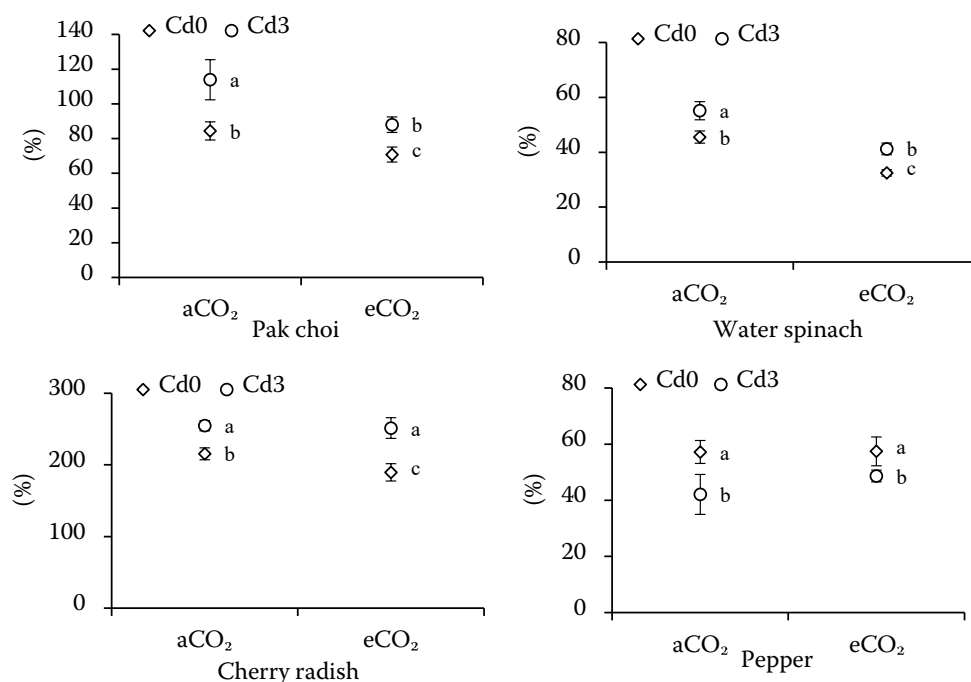 Cd0 Cd3
140
120
100
80
60
40
20
0
(%)
a
b
b
c
aCO₂ eCO₂
Pak choi
Cd0 Cd3
80
60
40
20
0
(%)
a
b
b
c
aCO₂ eCO₂
Water spinach
Cd0 Cd3
300
200
100
0
(%)
a
b
a
c
aCO₂ eCO₂
Cherry radish
Cd0 Cd3
80
60
40
20
0
(%)
a
b
a
b
aCO₂ eCO₂
Pepper